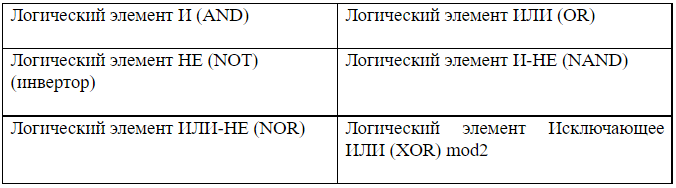 Логический элемент И (AND)
Логический элемент ИЛИ (OR)
Логический элемент НЕ (NOT)
(инвертор)
Логический элемент И-НЕ (NAND)
Логический элемент ИЛИ-НЕ (NOR)
Логический элемент Исключающее
ИЛИ (XOR) mod2